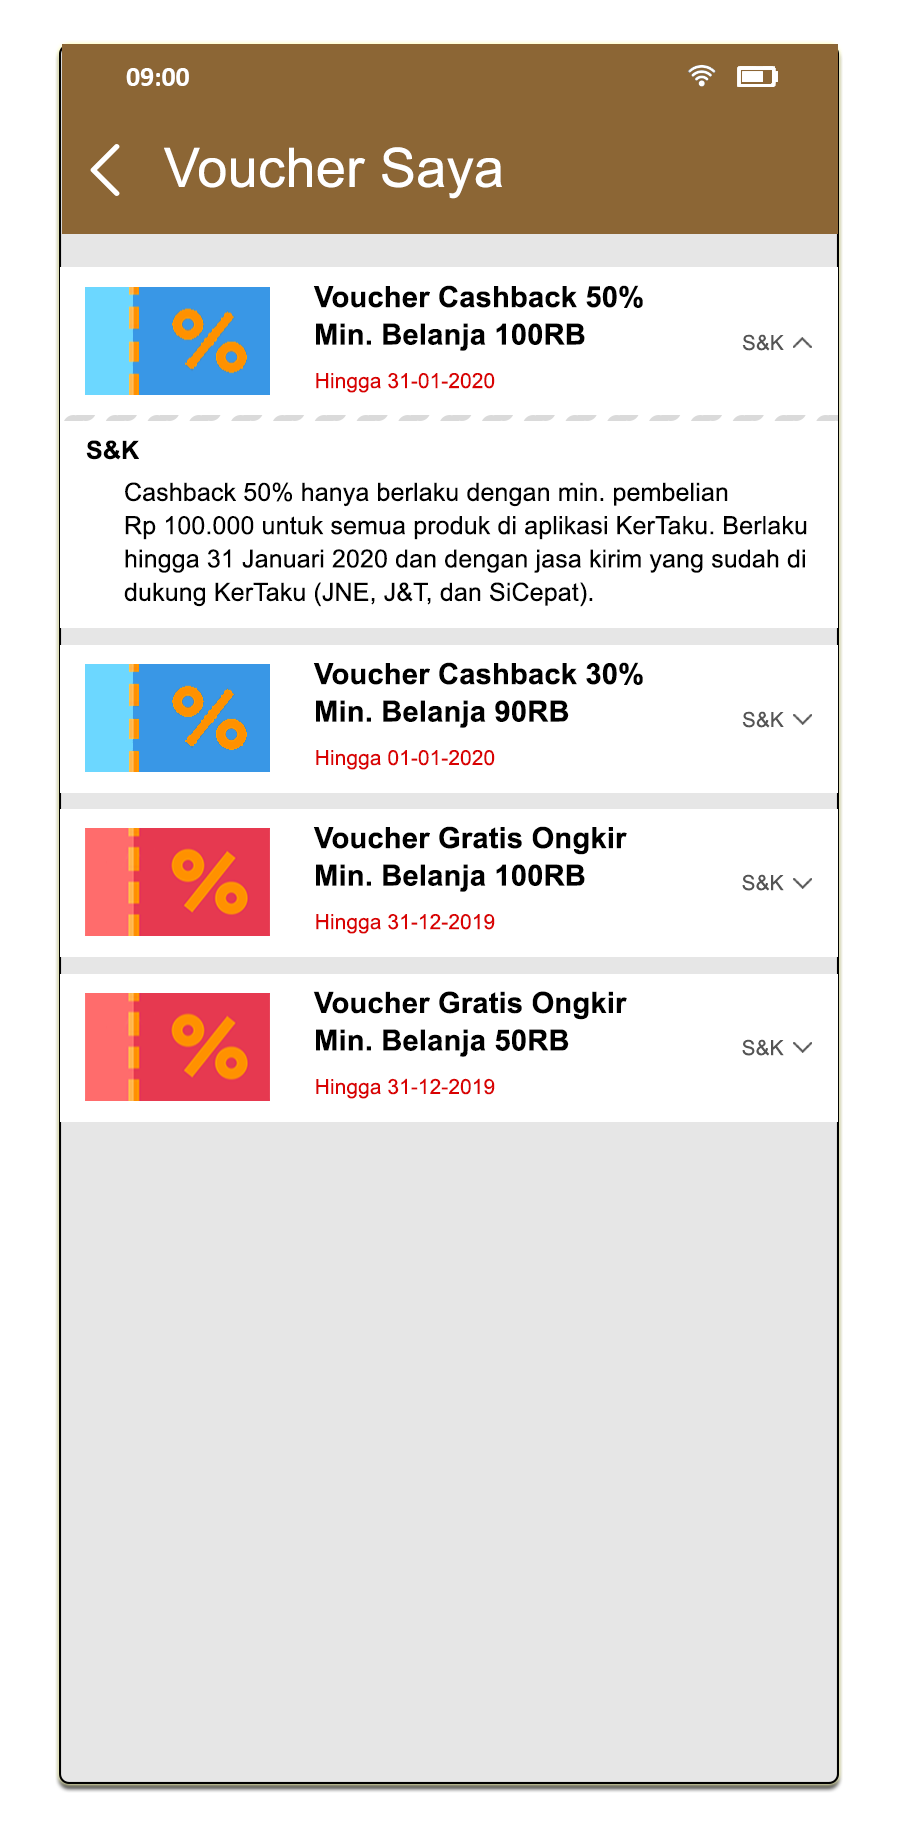 09:00
Voucher Saya
Voucher Cashback 50%
Min. Belanja 100RB
S&K
Hingga 31-01-2020
S&K
Cashback 50% hanya berlaku dengan min. pembelian
Rp 100.000 untuk semua produk di aplikasi KerTaku. Berlaku
hingga 31 Januari 2020 dan dengan jasa kirim yang sudah di
dukung KerTaku (JNE, J&T, dan SiCepat).
Voucher Cashback 30%
Min. Belanja 90RB
S&K
Hingga 01-01-2020
Voucher Gratis Ongkir
Min. Belanja 100RB
S&K
Hingga 31-12-2019
Voucher Gratis Ongkir
Min. Belanja 50RB
S&K
Hingga 31-12-2019